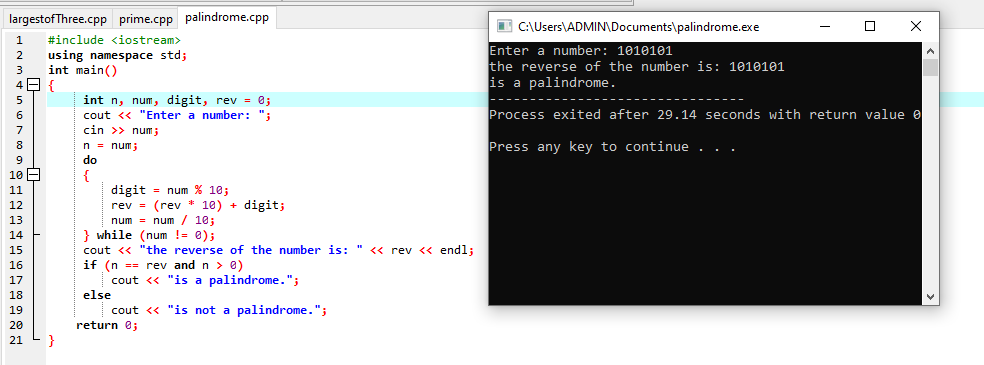 largestofThree.cpp prime.cpp palindrome.cpp
1 #include <iostream>
2 using namespace std;
3 int main()
4 {
5 int n, num, digit, rev = 0;
6 cout << "Enter a number: ";
7 cin >> num;
8 n = num;
9 do
10 {
11 digit = num % 10;
12 rev = (rev * 10) + digit;
13 num = num / 10;
14 } while (num != 0);
15 cout << "the reverse of the number is: " << rev << endl;
16 if (n == rev and n > 0)
17 cout << "is a palindrome.";
18 else
19 cout << "is not a palindrome.";
20 return 0;
21 }
C:\Users\ADMIN\Documents\palindrome.exe
Enter a number: 1010101
the reverse of the number is: 1010101
is a palindrome.
--------------------------------
Process exited after 29.14 seconds with return value 0
Press any key to continue . . .